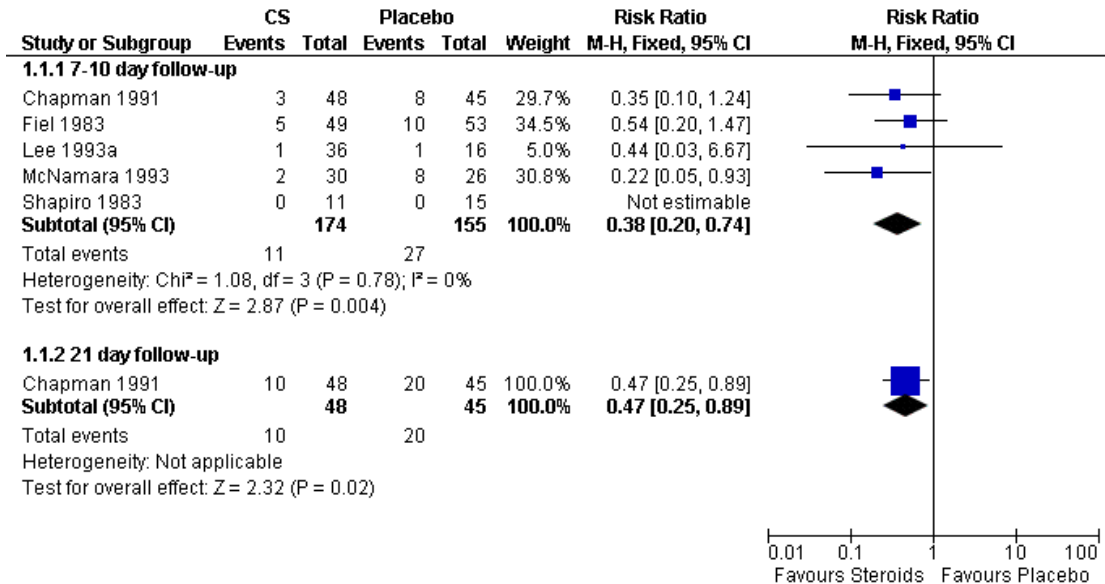 CS Placebo Risk Ratio Risk Ratio
Study or Subgroup Events Total Events Total Weight M-H, Fixed, 95% CI M-H, Fixed, 95% CI
1.1.1 7-10 day follow-up
Chapman 1991 3 48 8 45 29.7% 0.35 [0.10, 1.24]
Fiel 1983 5 49 10 53 34.5% 0.54 [0.20, 1.47]
Lee 1993a 1 36 1 16 5.0% 0.44 [0.03, 6.67]
McNamara 1993 2 30 8 26 30.8% 0.22 [0.05, 0.93]
Shapiro 1983 0 11 0 15 Not estimable
Subtotal (95% CI) 174 155 100.0% 0.38 [0.20, 0.74]
Total events 11 27
Heterogeneity: Chi² = 1.08, df = 3 (P = 0.78); I² = 0%
Test for overall effect: Z = 2.87 (P = 0.004)
1.1.2 21 day follow-up
Chapman 1991 10 48 20 45 100.0% 0.47 [0.25, 0.89]
Subtotal (95% CI) 48 45 100.0% 0.47 [0.25, 0.89]
Total events 10 20
Heterogeneity: Not applicable
Test for overall effect: Z = 2.32 (P = 0.02)
0.01 0.1 1 10 100
Favours Steroids Favours Placebo